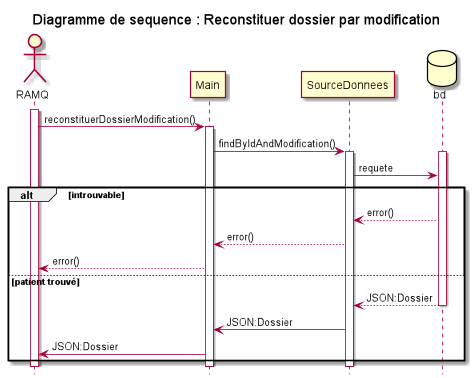 Diagramme de sequence : Reconstituer dossier par modification
RAMQ
Main
SourceDonnees
bd
reconstituerDossierModification()
findByIdAndModification()
requete
alt [introuvable]
error()
error()
error()
[patient trouvé]
JSON:Dossier
JSON:Dossier
JSON:Dossier